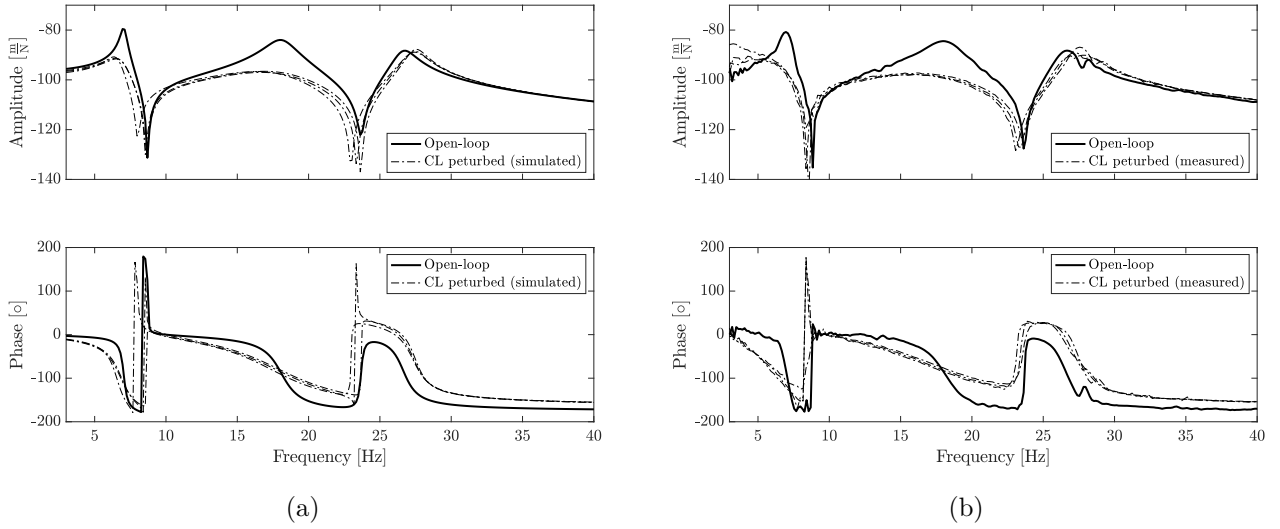 -80
-100
-120
-140
Amplitude [m/N]
Open-loop
CL peturbed (simulated)
200
100
0
-100
-200
Phase [○]
Open-loop
CL peturbed (simulated)
5 10 15 20 25 30 35 40
Frequency [Hz]
(a)
-80
-100
-120
-140
Amplitude [m/N]
Open-loop
CL peturbed (measured)
200
100
0
-100
-200
Phase [○]
Open-loop
CL peturbed (measured)
5 10 15 20 25 30 35 40
Frequency [Hz]
(b)